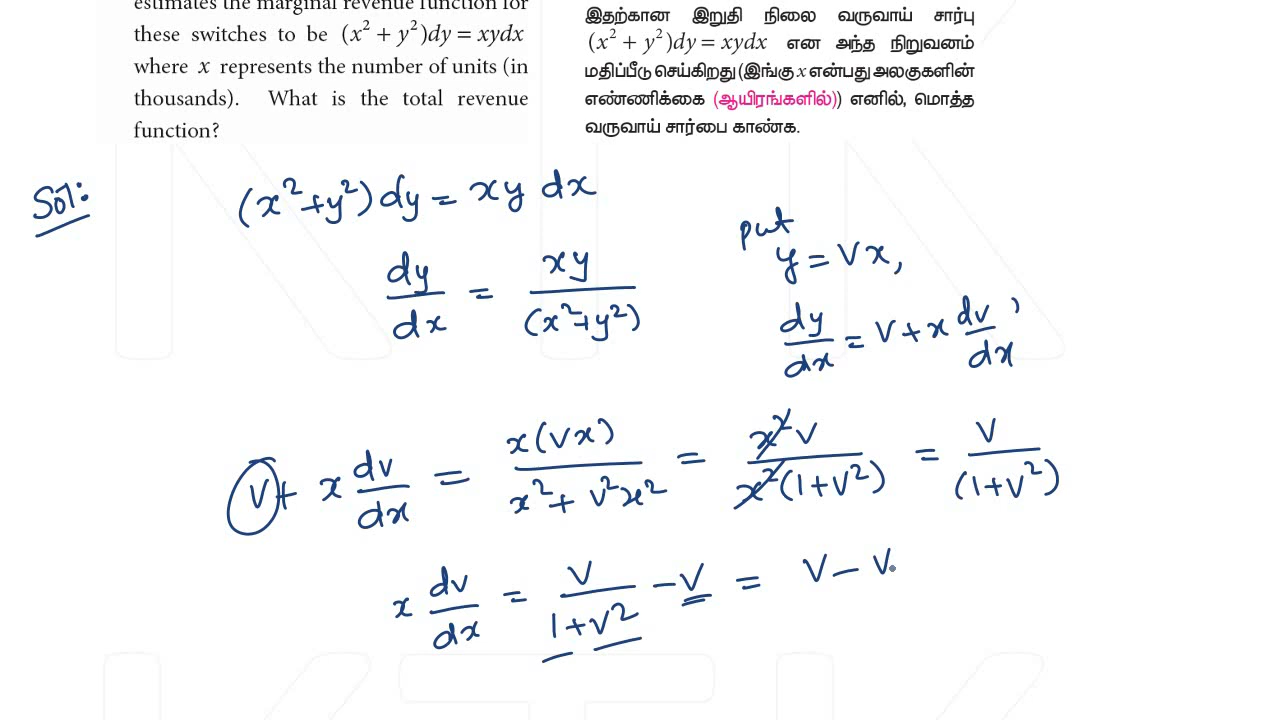 estimates the marginal revenue function for
these switches to be (x² + y²)dy = xydx
where x represents the number of units (in
thousands). What is the total revenue
function?
இதற்கான இறுதி நிலை வருவாய் சார்பு
(x² + y²)dy = xydx என அந்த நிறுவனம்
மதிப்பீடு செய்கிறது (இங்கு x என்பது அலகுகளின்
எண்ணிக்கை (ஆயிரங்களில்)) எனில், மொத்த
வருவாய் சார்பை காண்க.
Sol:
(x²+y²) dy = xy dx
dy/dx = xy/(x²+y²)
put
y = vx,
dy/dx = v + x dv/dx,
v + x dv/dx = x(vx)/x² + v²x² = x²v/x²(1+v²) = v/(1+v²)
x dv/dx = v/1+v² - v = v - v